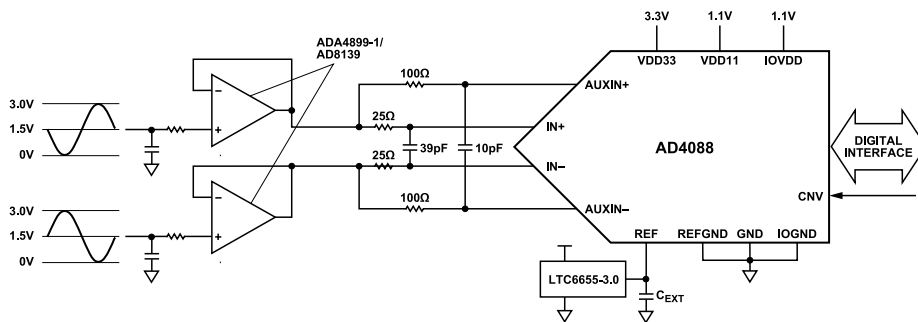 ADA4899-1/
AD8139
3.3V
1.1V
1.1V
VDD33
VDD11
IOVDD
100Ω
AUXIN+
3.0V
1.5V
0V
25Ω
IN+
39pF
10pF
AD4088
DIGITAL
INTERFACE
25Ω
IN–
CNV
100Ω
AUXIN–
3.0V
1.5V
0V
REF
REFGND
GND
IOGND
LTC6655-3.0
CEXT